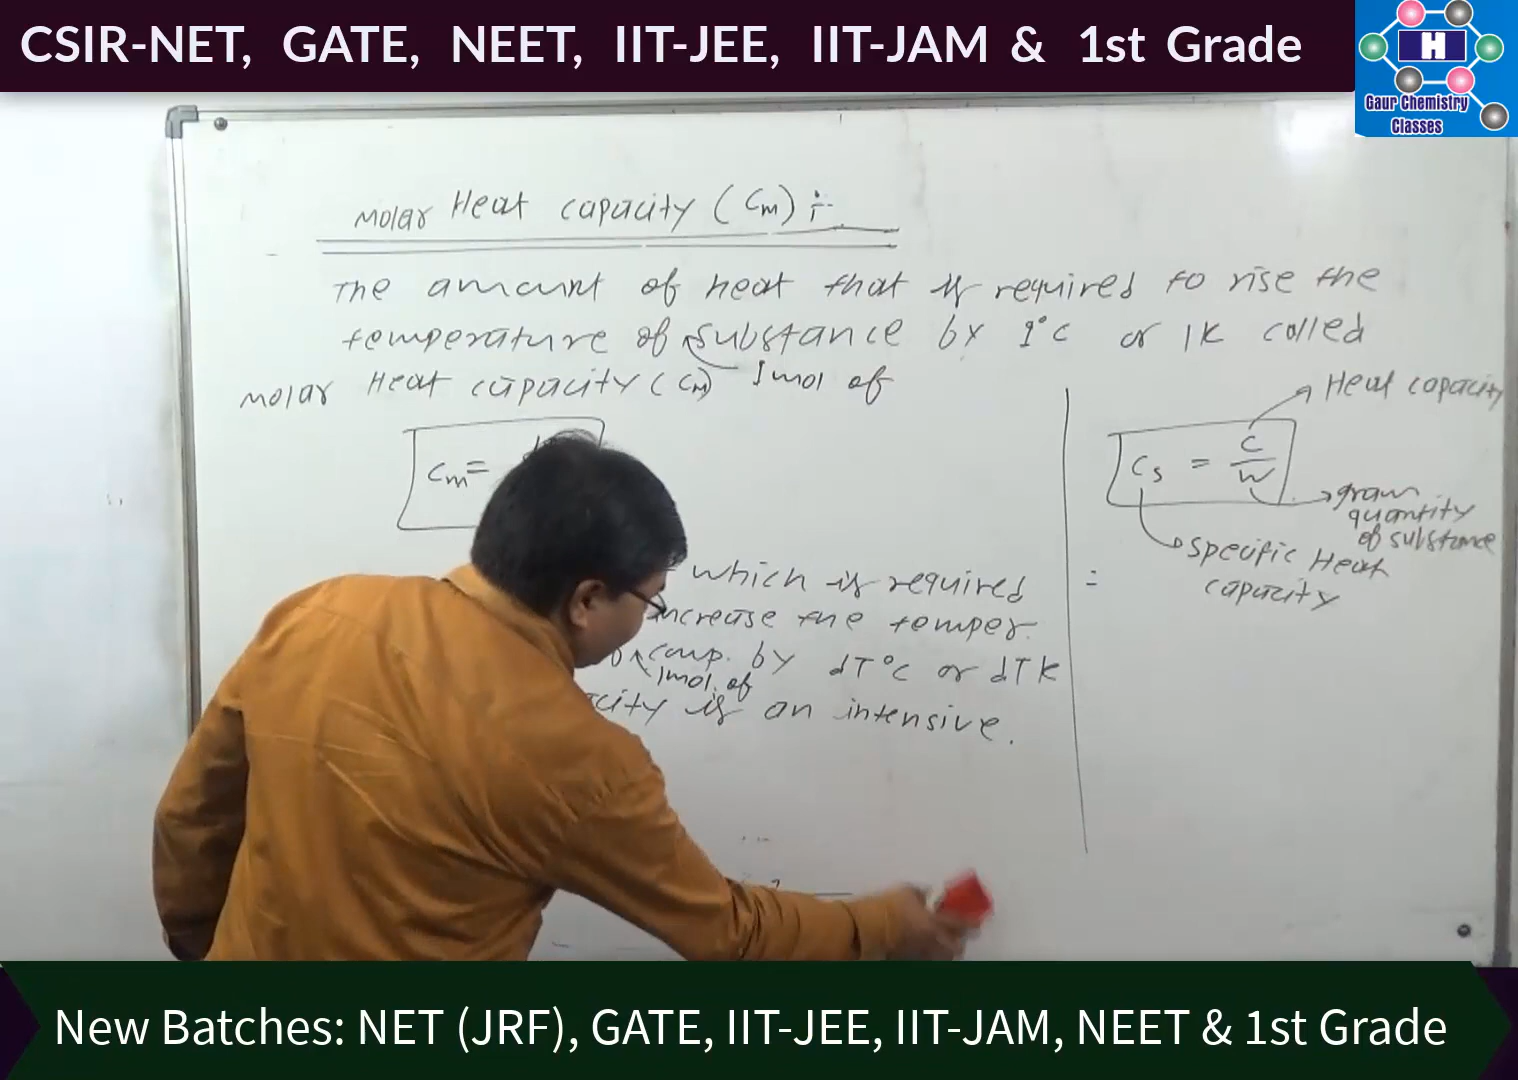 CSIR-NET, GATE, NEET, IIT-JEE, IIT-JAM & 1st Grade
H
Gaur Chemistry
Classes
Molar Heat capacity (Cm) :-
The amount of heat that is required to rise the
temperature of substance by 1°C or 1K called
1mol of
molar Heat capacity (Cm)
Cm =
which is required
increase the temper.
comp. by dT°C or dTK
1mol of
is an intensive.
Heat capacity
Cs = C/W
gram
quantity
of substance
=
specific Heat
capacity
New Batches: NET (JRF), GATE, IIT-JEE, IIT-JAM, NEET & 1st Grade